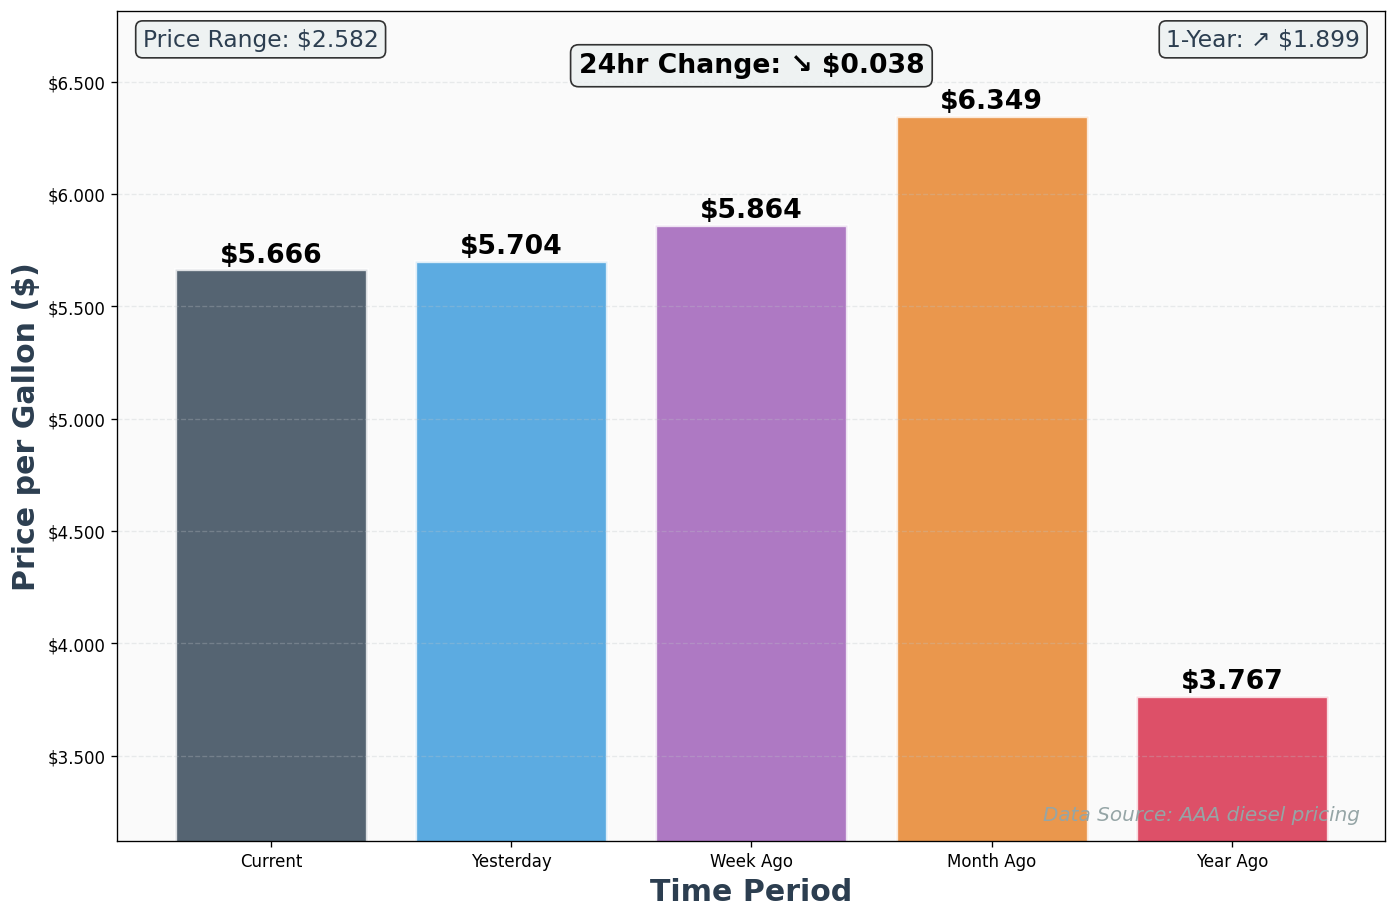 Price Range: $2.582
1-Year: ↗ $1.899
24hr Change: ↘ $0.038
$6.349
$5.864
$5.704
$5.666
$3.767
Price per Gallon ($)
$6.500
$6.000
$5.500
$5.000
$4.500
$4.000
$3.500
Data Source: AAA diesel pricing
Current
Yesterday
Week Ago
Month Ago
Year Ago
Time Period